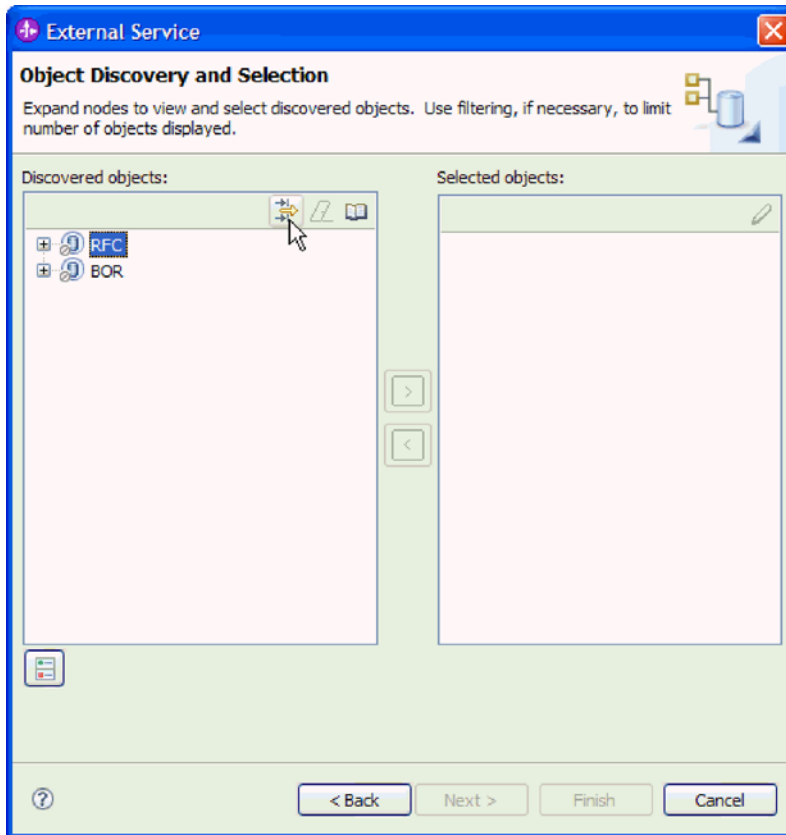 External Service
Object Discovery and Selection
Expand nodes to view and select discovered objects. Use filtering, if necessary, to limit
number of objects displayed.
Discovered objects:
Selected objects:
RFC
BOR
>
<
?
< Back
Next >
Finish
Cancel